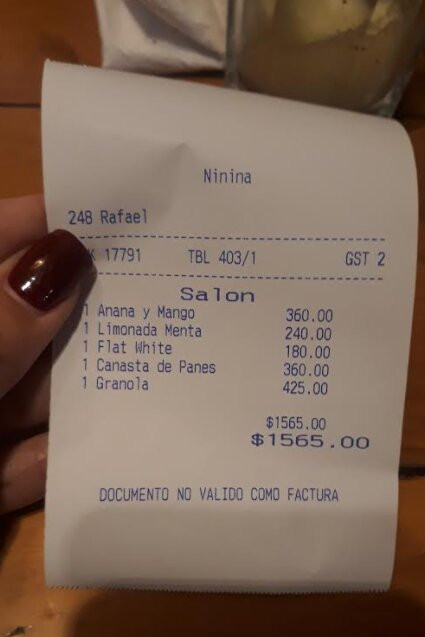 Ninina
248 Rafael
17791 TBL 403/1 GST 2
Salon
1 Anana y Mango 360.00
1 Limonada Menta 240.00
1 Flat White 180.00
1 Canasta de Panes 360.00
1 Granola 425.00
$1565.00
$1565.00
DOCUMENTO NO VALIDO COMO FACTURA